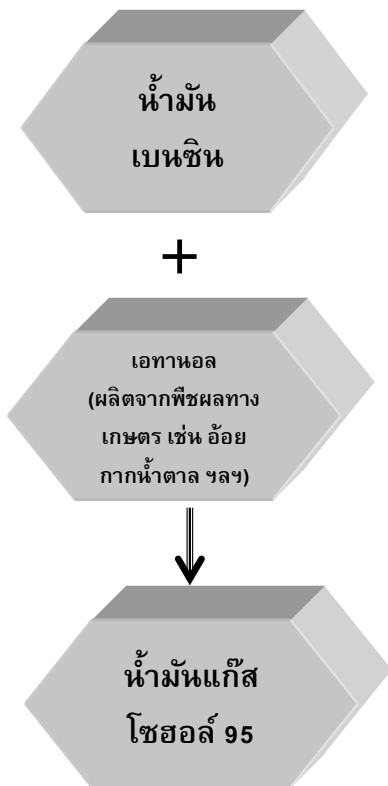 น้ำมัน
เบนซิน
+
เอทานอล
(ผลิตจากพืชผลทาง
เกษตร เช่น อ้อย
กากน้ำตาล ฯลฯ)
น้ำมันแก๊ส
โซฮอล์ 95